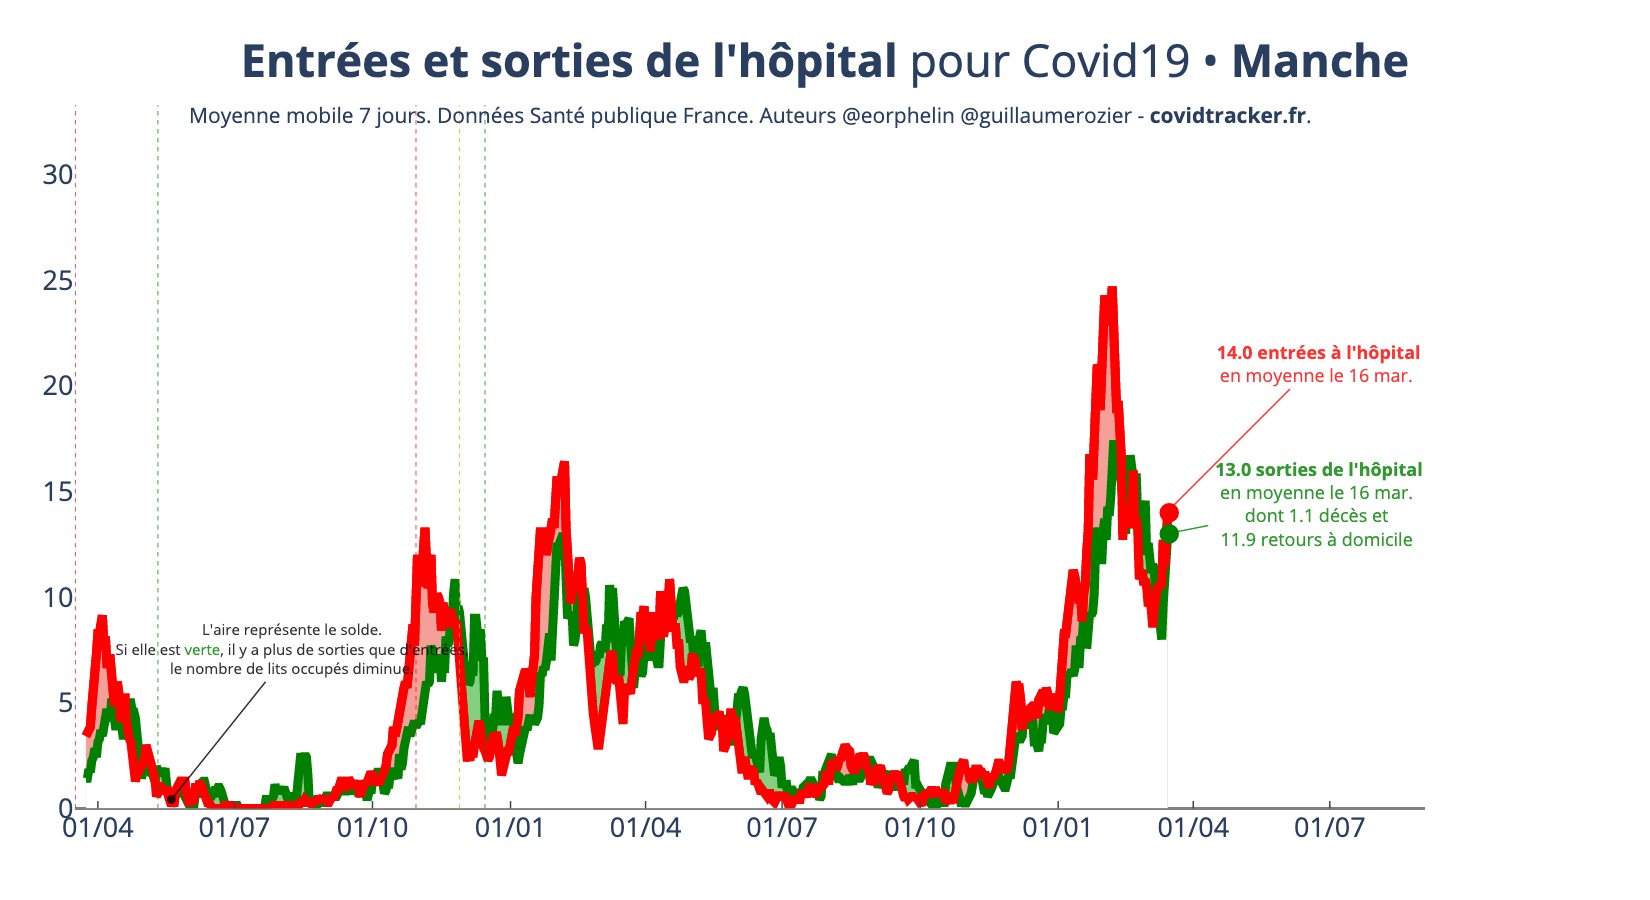 Entrées et sorties de l'hôpital pour Covid19 • Manche
Moyenne mobile 7 jours. Données Santé publique France. Auteurs @eorphelin @guillaumerozier - covidtracker.fr.
30
25
20
15
10
5
0
14.0 entrées à l'hôpital
en moyenne le 16 mar.
13.0 sorties de l'hôpital
en moyenne le 16 mar.
dont 1.1 décès et
11.9 retours à domicile
L'aire représente le solde.
Si elle est verte, il y a plus de sorties que d'entrées,
le nombre de lits occupés diminue.
01/04 01/07 01/10 01/01 01/04 01/07 01/10 01/01 01/04 01/07